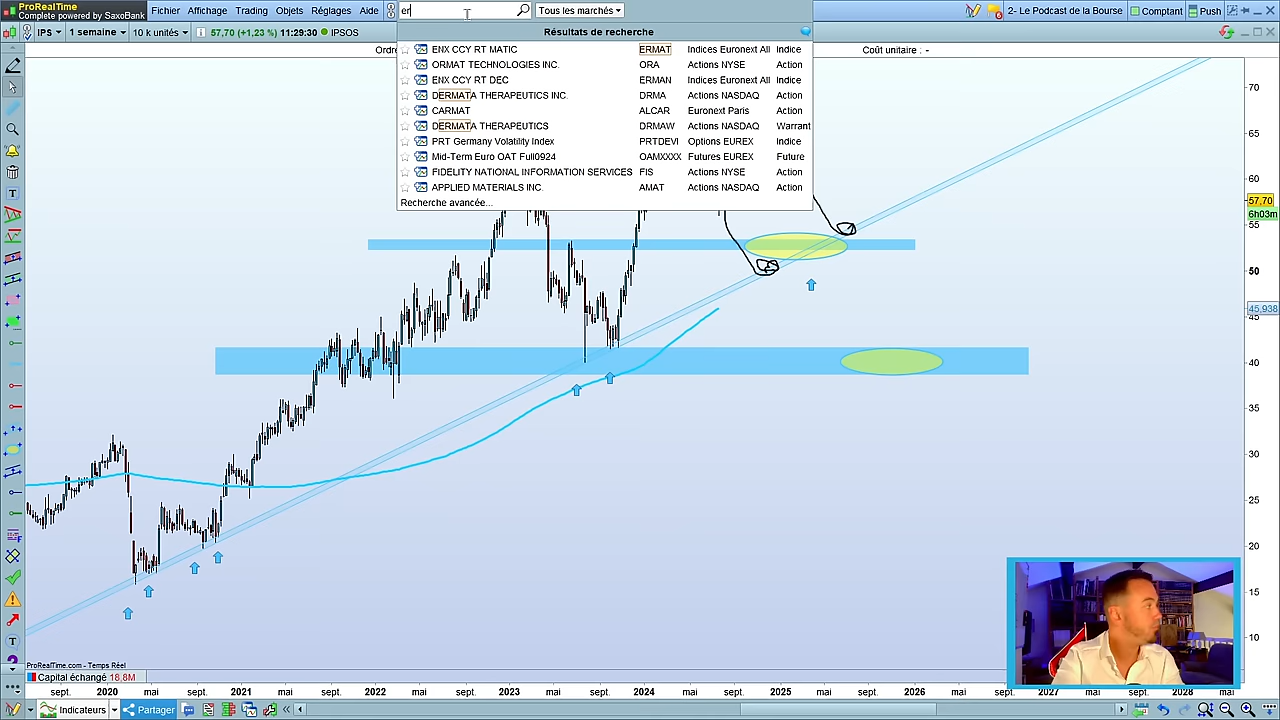 ProRealTime
Complete powered by SaxoBank
Fichier Affichage Trading Objets Réglages Aide
er
Tous les marchés
2- Le Podcast de la Bourse
Comptant
Push
IPS
1 semaine
10 k unités
57,70 (+1,23 %) 11:29:30
IPSOS
Résultats de recherche
Ordre
Coût unitaire : -
ENX CCY RT MATIC ERMAT Indices Euronext All Indice
ORMAT TECHNOLOGIES INC. ORA Actions NYSE Action
ENX CCY RT DEC ERMAN Indices Euronext All Indice
DERMATA THERAPEUTICS INC. DRMA Actions NASDAQ Action
CARMAT ALCAR Euronext Paris Action
DERMATA THERAPEUTICS DRMAW Actions NASDAQ Warrant
PRT Germany Volatility Index PRTDEVI Options EUREX Indice
Mid-Term Euro OAT Full0924 OAMXXXX Futures EUREX Future
FIDELITY NATIONAL INFORMATION SERVICES FIS Actions NYSE Action
APPLIED MATERIALS INC. AMAT Actions NASDAQ Action
Recherche avancée...
70
65
60
57,70
6h03m
55
50
45,938
45
40
35
30
25
20
15
10
ProRealTime.com - Temps Réel
Capital échangé 18,8M
sept. 2020 mai sept. 2021 mai sept. 2022 mai sept. 2023 mai sept. 2024 mai sept. 2025 mai sept. 2026 mai sept. 2027 mai 2028 mai
Indicateurs
Partager